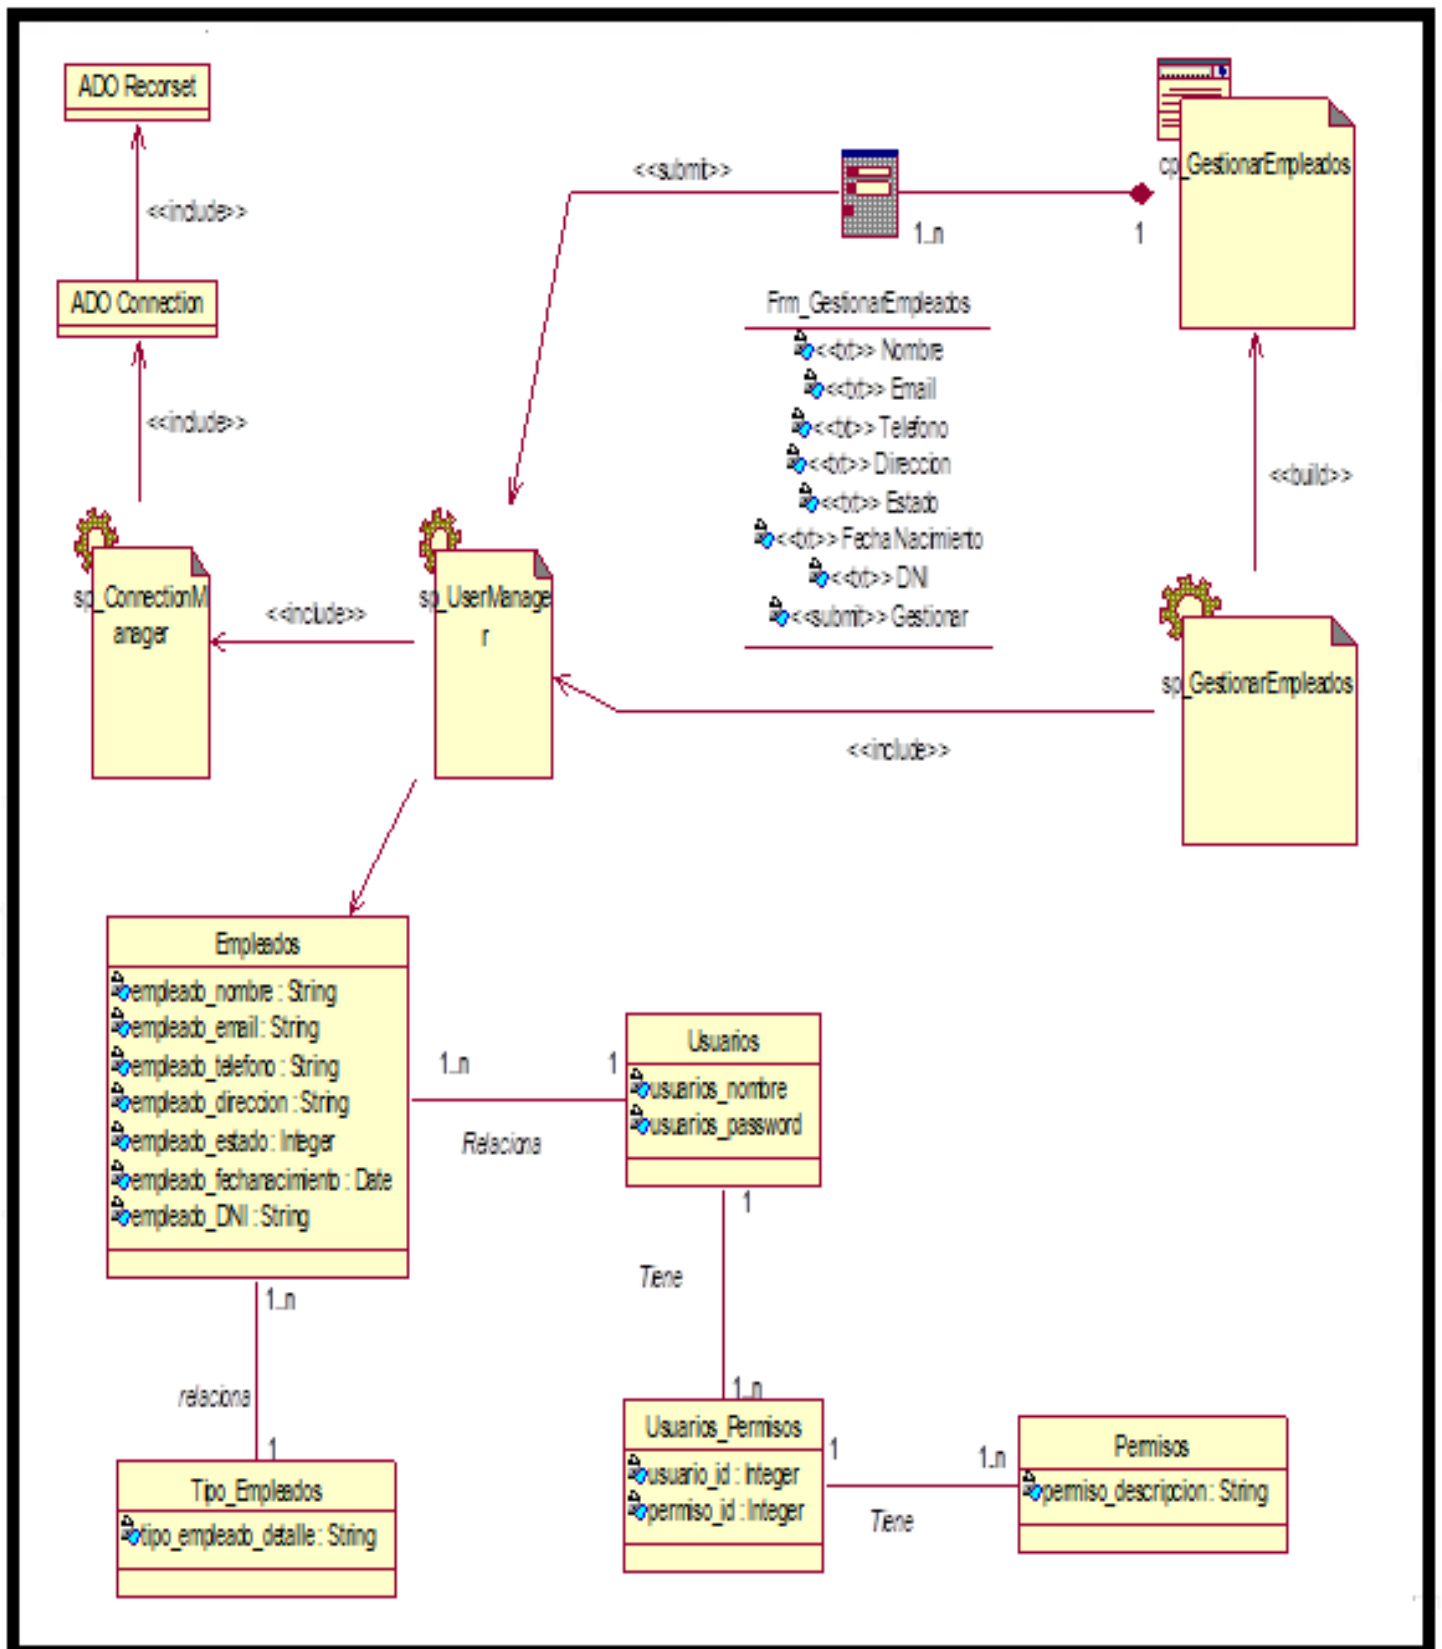 ADO Recorset
<<include>>
ADO Connection
<<include>>
sp_ConnectionM
anager
<<include>>
sp_UserManage
r
<<submit>>
1..n
1
cp_GestionarEmpleados
Frm_GestionarEmpleados
<<txt>> Nombre
<<txt>> Email
<<txt>> Telefono
<<txt>> Direccion
<<txt>> Estado
<<txt>> Fecha Nacimiento
<<txt>> DNI
<<submit>> Gestionar
<<build>>
sp_GestionarEmpleados
<<include>>
Empleados
empleado_nombre : String
empleado_email : String
empleado_telefono : String
empleado_direccion : String
empleado_estado : Integer
empleado_fechanacimiento : Date
empleado_DNI : String
1..n
1
Relaciona
Usuarios
usuarios_nombre
usuarios_password
1
Tiene
1..n
1..n
relaciona
1
Tipo_Empleados
tipo_empleado_detalle : String
Usuarios_Permisos
usuario_id : Integer
permiso_id : Integer
1
1..n
Tiene
Permisos
permiso_descripcion : String